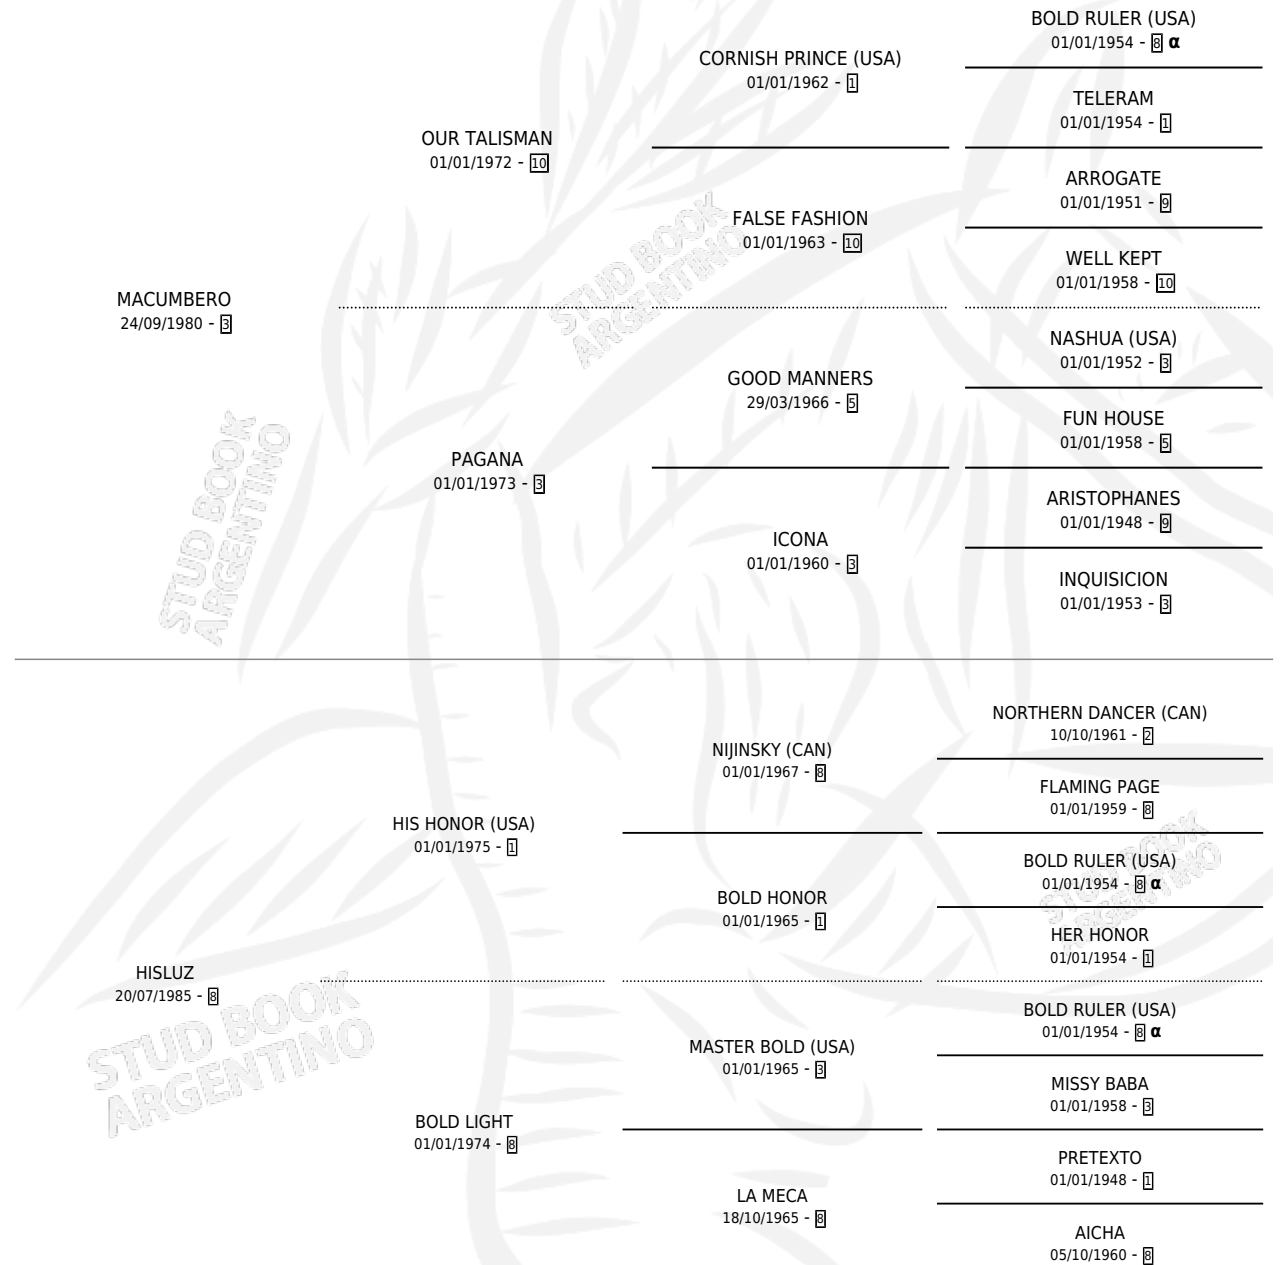 BOLD RULER (USA)
01/01/1954 - 8 α
CORNISH PRINCE (USA)
01/01/1962 - 1
TELERAM
01/01/1954 - 1
OUR TALISMAN
01/01/1972 - 10
ARROGATE
01/01/1951 - 9
FALSE FASHION
01/01/1963 - 10
WELL KEPT
01/01/1958 - 10
MACUMBERO
24/09/1980 - 3
NASHUA (USA)
01/01/1952 - 3
GOOD MANNERS
29/03/1966 - 5
FUN HOUSE
01/01/1958 - 5
PAGANA
01/01/1973 - 3
ARISTOPHANES
01/01/1948 - 9
ICONA
01/01/1960 - 3
INQUISICION
01/01/1953 - 3
NORTHERN DANCER (CAN)
10/10/1961 - 2
NIJINSKY (CAN)
01/01/1967 - 8
FLAMING PAGE
01/01/1959 - 8
HIS HONOR (USA)
01/01/1975 - 1
BOLD RULER (USA)
01/01/1954 - 8 α
BOLD HONOR
01/01/1965 - 1
HER HONOR
01/01/1954 - 1
HISLUZ
20/07/1985 - 8
BOLD RULER (USA)
01/01/1954 - 8 α
MASTER BOLD (USA)
01/01/1965 - 3
MISSY BABA
01/01/1958 - 3
BOLD LIGHT
01/01/1974 - 8
PRETEXTO
01/01/1948 - 1
LA MECA
18/10/1965 - 8
AICHA
05/10/1960 - 8
STUD BOOK
ARGENTINO
STUD BOOK
ARGENTINO
STUD BOOK
ARGENTINO
STUD BOOK
ARGENTINO